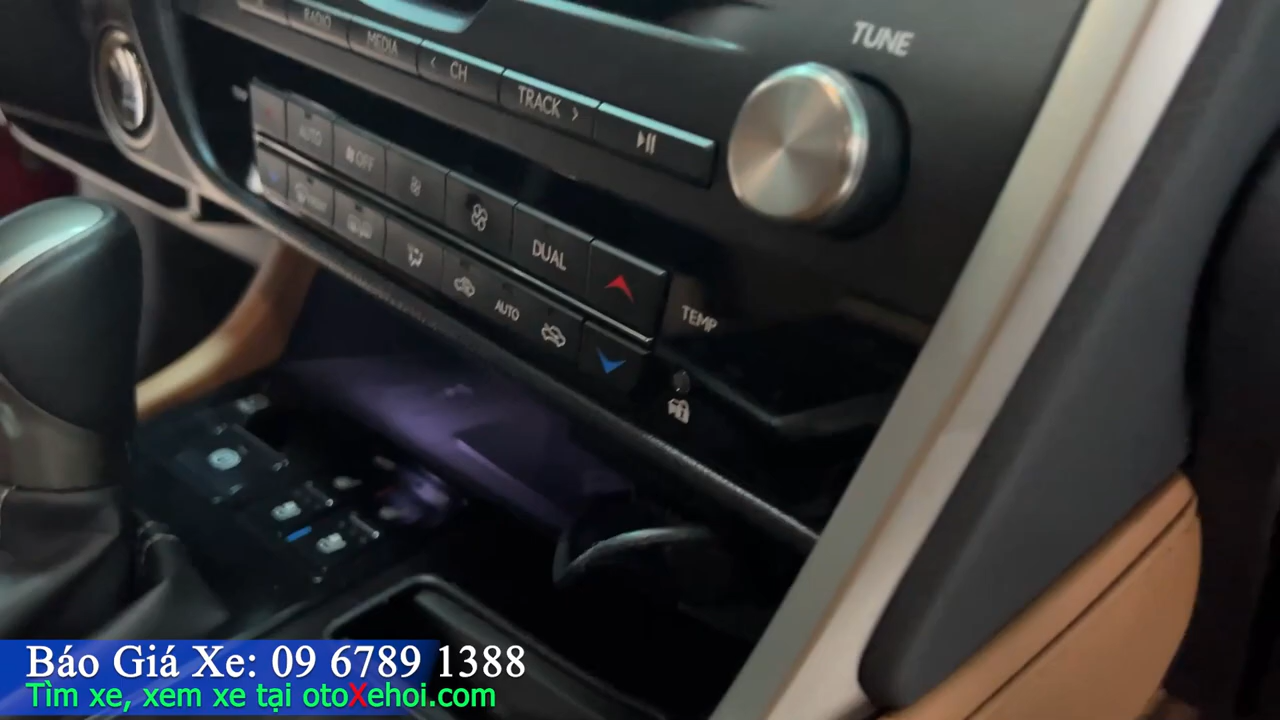 TUNE
RADIO
MEDIA
< CH
TRACK >
AUTO
OFF
DUAL
AUTO
TEMP
Báo Giá Xe: 09 6789 1388
Tìm xe, xem xe tại otoXehoi.com